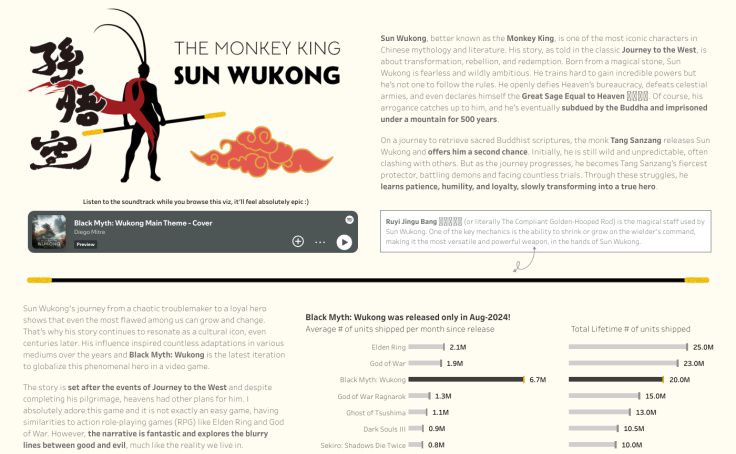 孫
悟
空
THE MONKEY KING
SUN WUKONG
Sun Wukong, better known as the Monkey King, is one of the most iconic characters in
Chinese mythology and literature. His story, as told in the classic Journey to the West, is
about transformation, rebellion, and redemption. Born from a magical stone, Sun
Wukong is fearless and wildly ambitious. He trains hard to gain incredible powers but
he's not one to follow the rules. He openly defies Heaven's bureaucracy, defeats celestial
armies, and even declares himself the Great Sage Equal to Heaven. Of course, his
arrogance catches up to him, and he's eventually subdued by the Buddha and imprisoned
under a mountain for 500 years.
On a journey to retrieve sacred Buddhist scriptures, the monk Tang Sanzang releases Sun
Wukong and offers him a second chance. Initially, he is still wild and unpredictable, often
clashing with others. But as the journey progresses, he becomes Tang Sanzang's fiercest
protector, battling demons and facing countless trials. Through these struggles, he
learns patience, humility, and loyalty, slowly transforming into a true hero.
Listen to the soundtrack while you browse this viz, it'll feel absolutely epic :)
WUKONG
Black Myth: Wukong Main Theme - Cover
Diego Mitre
Preview
Ruyi Jingu Bang (or literally The Compliant Golden-Hooped Rod) is the magical staff used by
Sun Wukong. One of the key mechanics is the ability to shrink or grow on the wielder's command,
making it the most versatile and powerful weapon, in the hands of Sun Wukong.
Sun Wukong's journey from a chaotic troublemaker to a loyal hero
shows that even the most flawed among us can grow and change.
That's why his story continues to resonate as a cultural icon, even
centuries later. His influence inspired countless adaptations in various
mediums over the years and Black Myth: Wukong is the latest iteration
to globalize this phenomenal hero in a video game.
The story is set after the events of Journey to the West and despite
completing his pilgrimage, heavens had other plans for him. I
absolutely adore this game and it is not exactly an easy game, having
similarities to action role-playing games (RPG) like Elden Ring and God
of War. However, the narrative is fantastic and explores the blurry
lines between good and evil, much like the reality we live in.
Black Myth: Wukong was released only in Aug-2024!
Average # of units shipped per month since release
Total Lifetime # of units shipped
Elden Ring 2.1M 25.0M
God of War 1.9M 23.0M
Black Myth: Wukong 6.7M 20.0M
God of War Ragnarok 1.3M 15.0M
Ghost of Tsushima 1.1M 13.0M
Dark Souls III 0.9M 10.5M
Sekiro: Shadows Die Twice 0.8M 10.0M